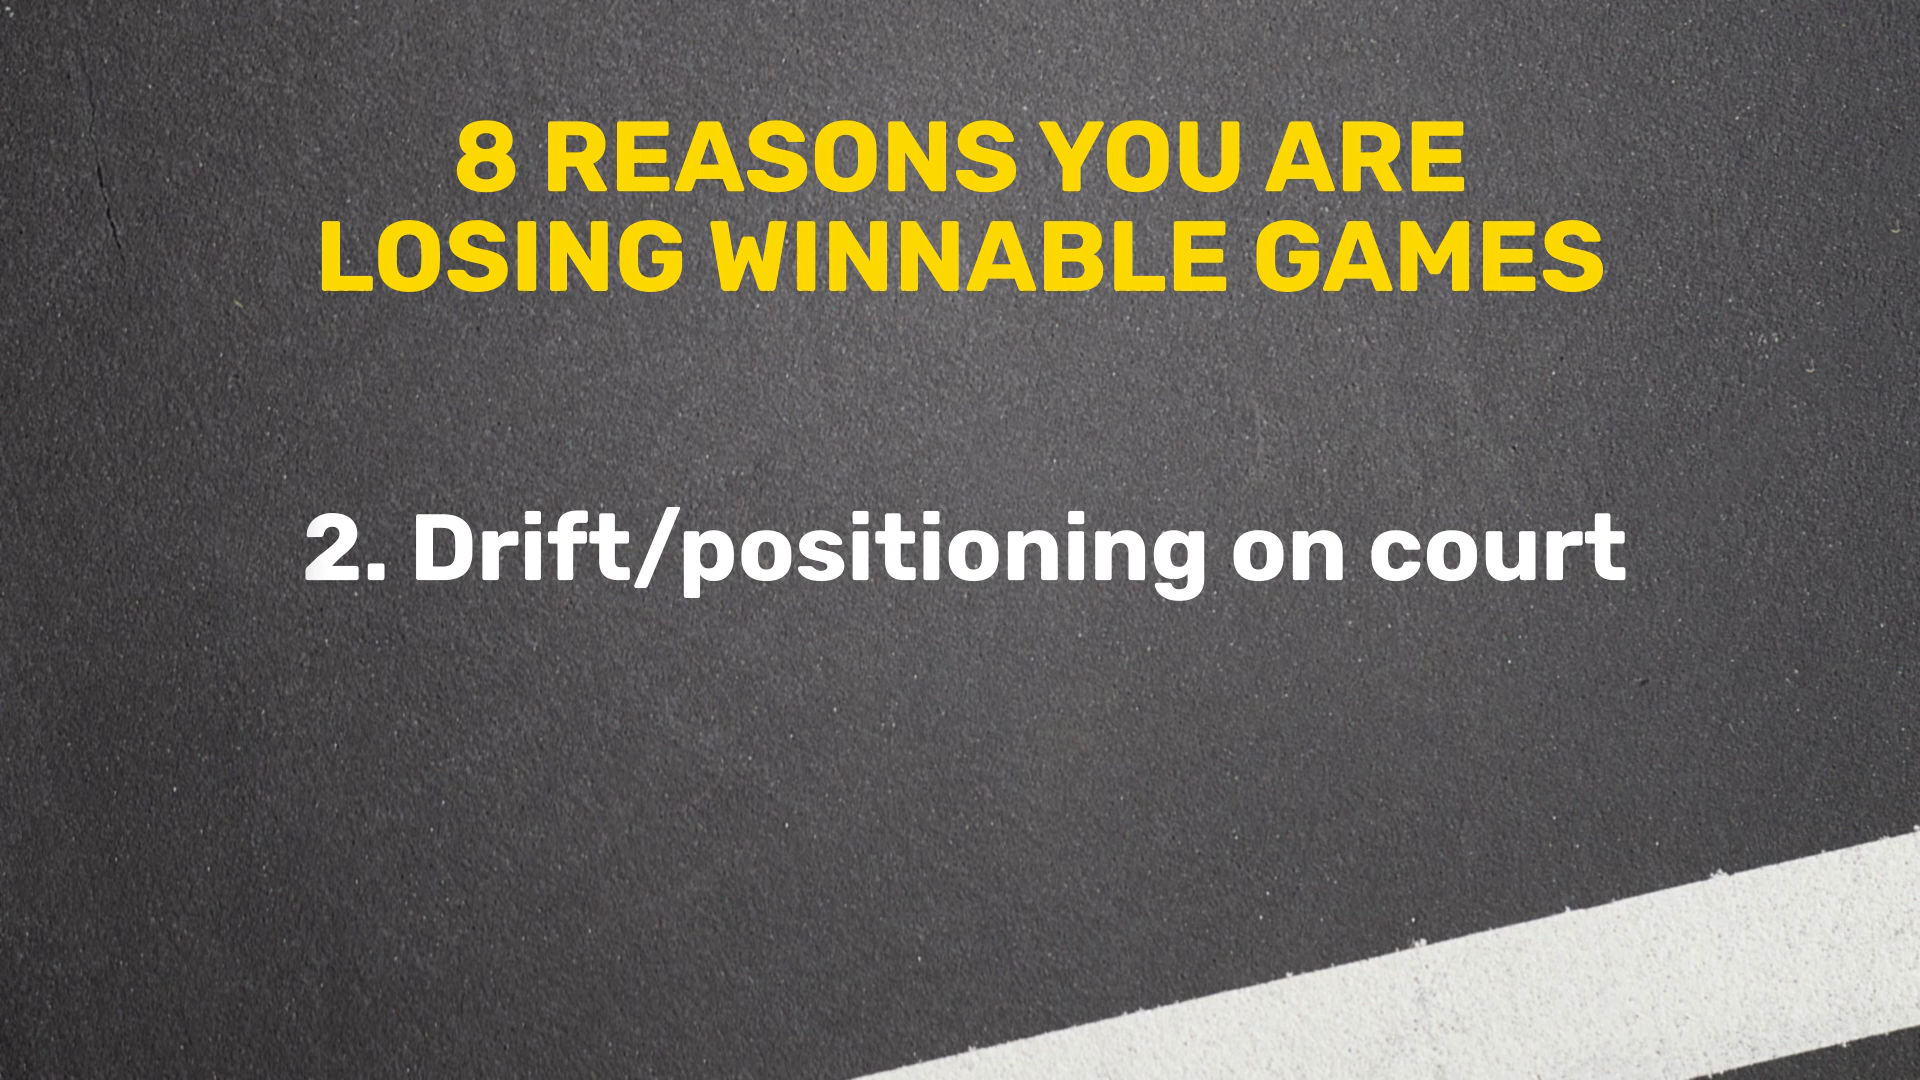 8 REASONS YOU ARE
LOSING WINNABLE GAMES
2. Drift/positioning on court